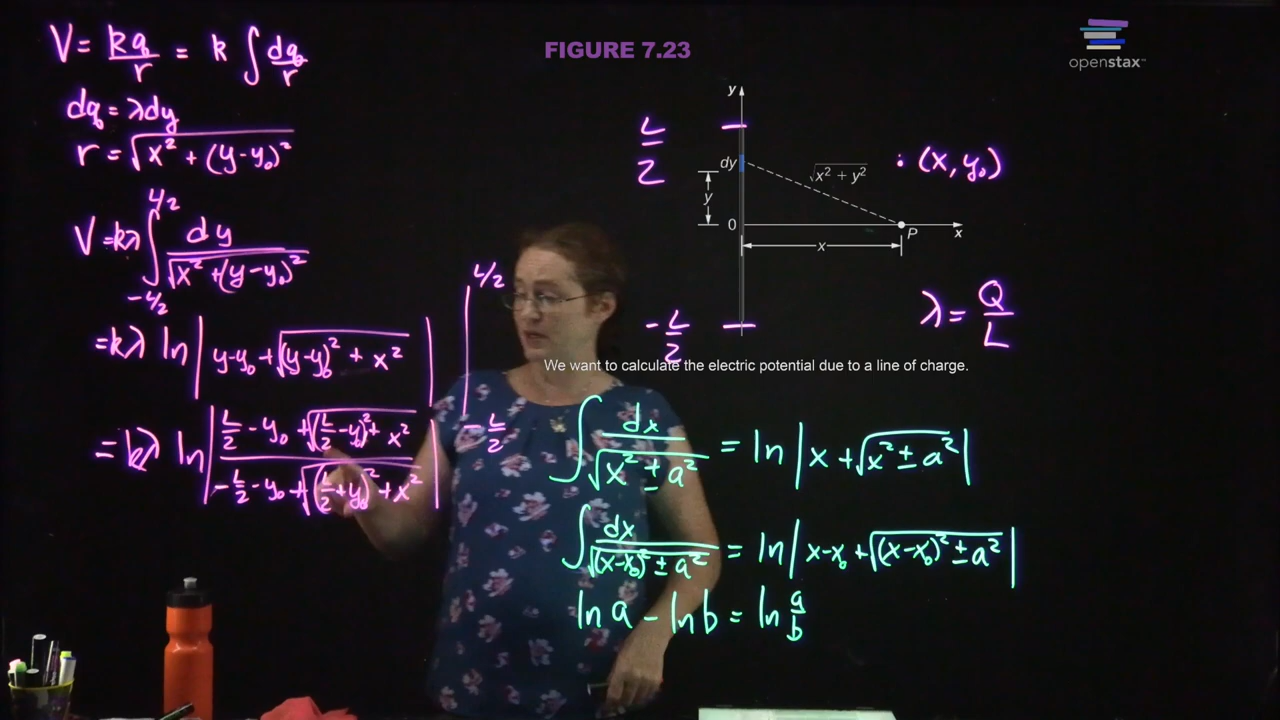 V = kq/r = k ∫ dq/r
dq = λdy
r = √(x² + (y-y₀)²)
V = kλ ∫_{-L/2}^{L/2} dy/√(x² + (y-y₀)²)
= kλ ln | y-y₀ + √((y-y₀)² + x²) | |_{-L/2}^{L/2}
= kλ ln | (L/2 - y₀ + √((L/2 - y₀)² + x²)) / (-L/2 - y₀ + √((L/2 + y₀)² + x²)) |
FIGURE 7.23
openstax™
y
L/2
dy
√(x² + y²)
. (x, y₀)
y
0
P
x
x
-L/2
λ = Q/L
We want to calculate the electric potential due to a line of charge.
∫ dx/√(x² ± a²) = ln | x + √(x² ± a²) |
∫ dx/√((x-x₀)² ± a²) = ln | x-x₀ + √((x-x₀)² ± a²) |
ln a - ln b = ln a/b